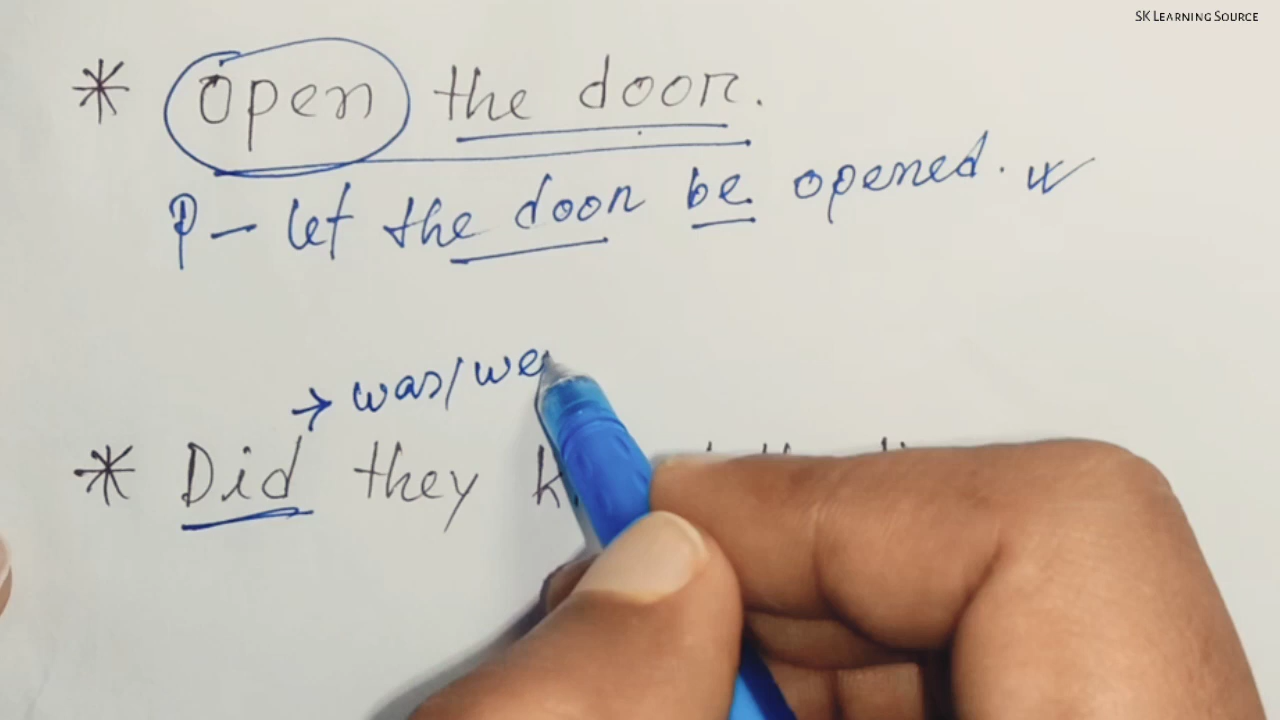 SK LEARNING SOURCE
* Open the door.
P - let the door be opened.
→ was/we
* Did they